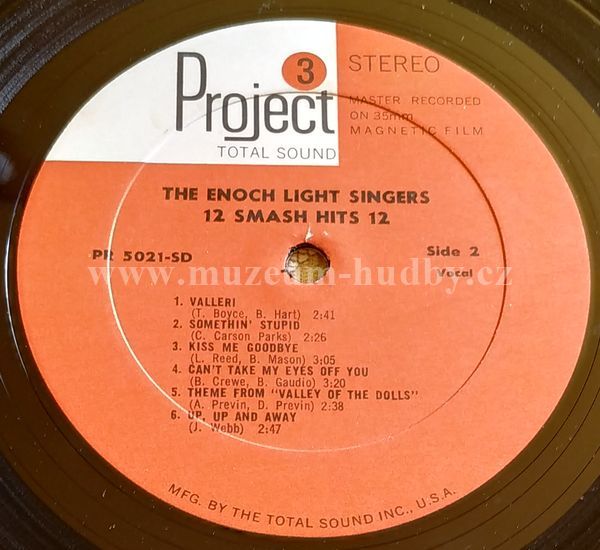 3
Project
TOTAL SOUND
STEREO
MASTER RECORDED
ON 35mm
MAGNETIC FILM
THE ENOCH LIGHT SINGERS
12 SMASH HITS 12
PR 5021-SD
Side 2
Vocal
www.muzeum-hudby.cz
1. VALLERI
(T. Boyce, B. Hart) 2:41
2. SOMETHIN' STUPID
(C. Carson Parks) 2:26
3. KISS ME GOODBYE
(L. Reed, B. Mason) 3:05
4. CAN'T TAKE MY EYES OFF YOU
(B. Crewe, B. Gaudio) 3:20
5. THEME FROM "VALLEY OF THE DOLLS"
(A. Previn, D. Previn) 2:38
6. UP, UP AND AWAY
(J. Webb) 2:47
MFG. BY THE TOTAL SOUND INC., U.S.A.